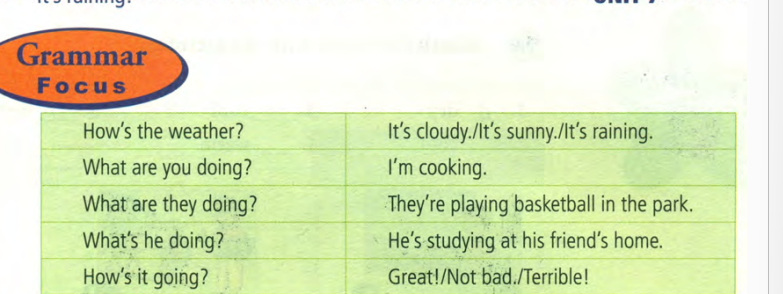 It's raining!
UNIT 7
Grammar
Focus
How's the weather? It's cloudy./It's sunny./It's raining.
What are you doing? I'm cooking.
What are they doing? They're playing basketball in the park.
What's he doing? He's studying at his friend's home.
How's it going? Great!/Not bad./Terrible!